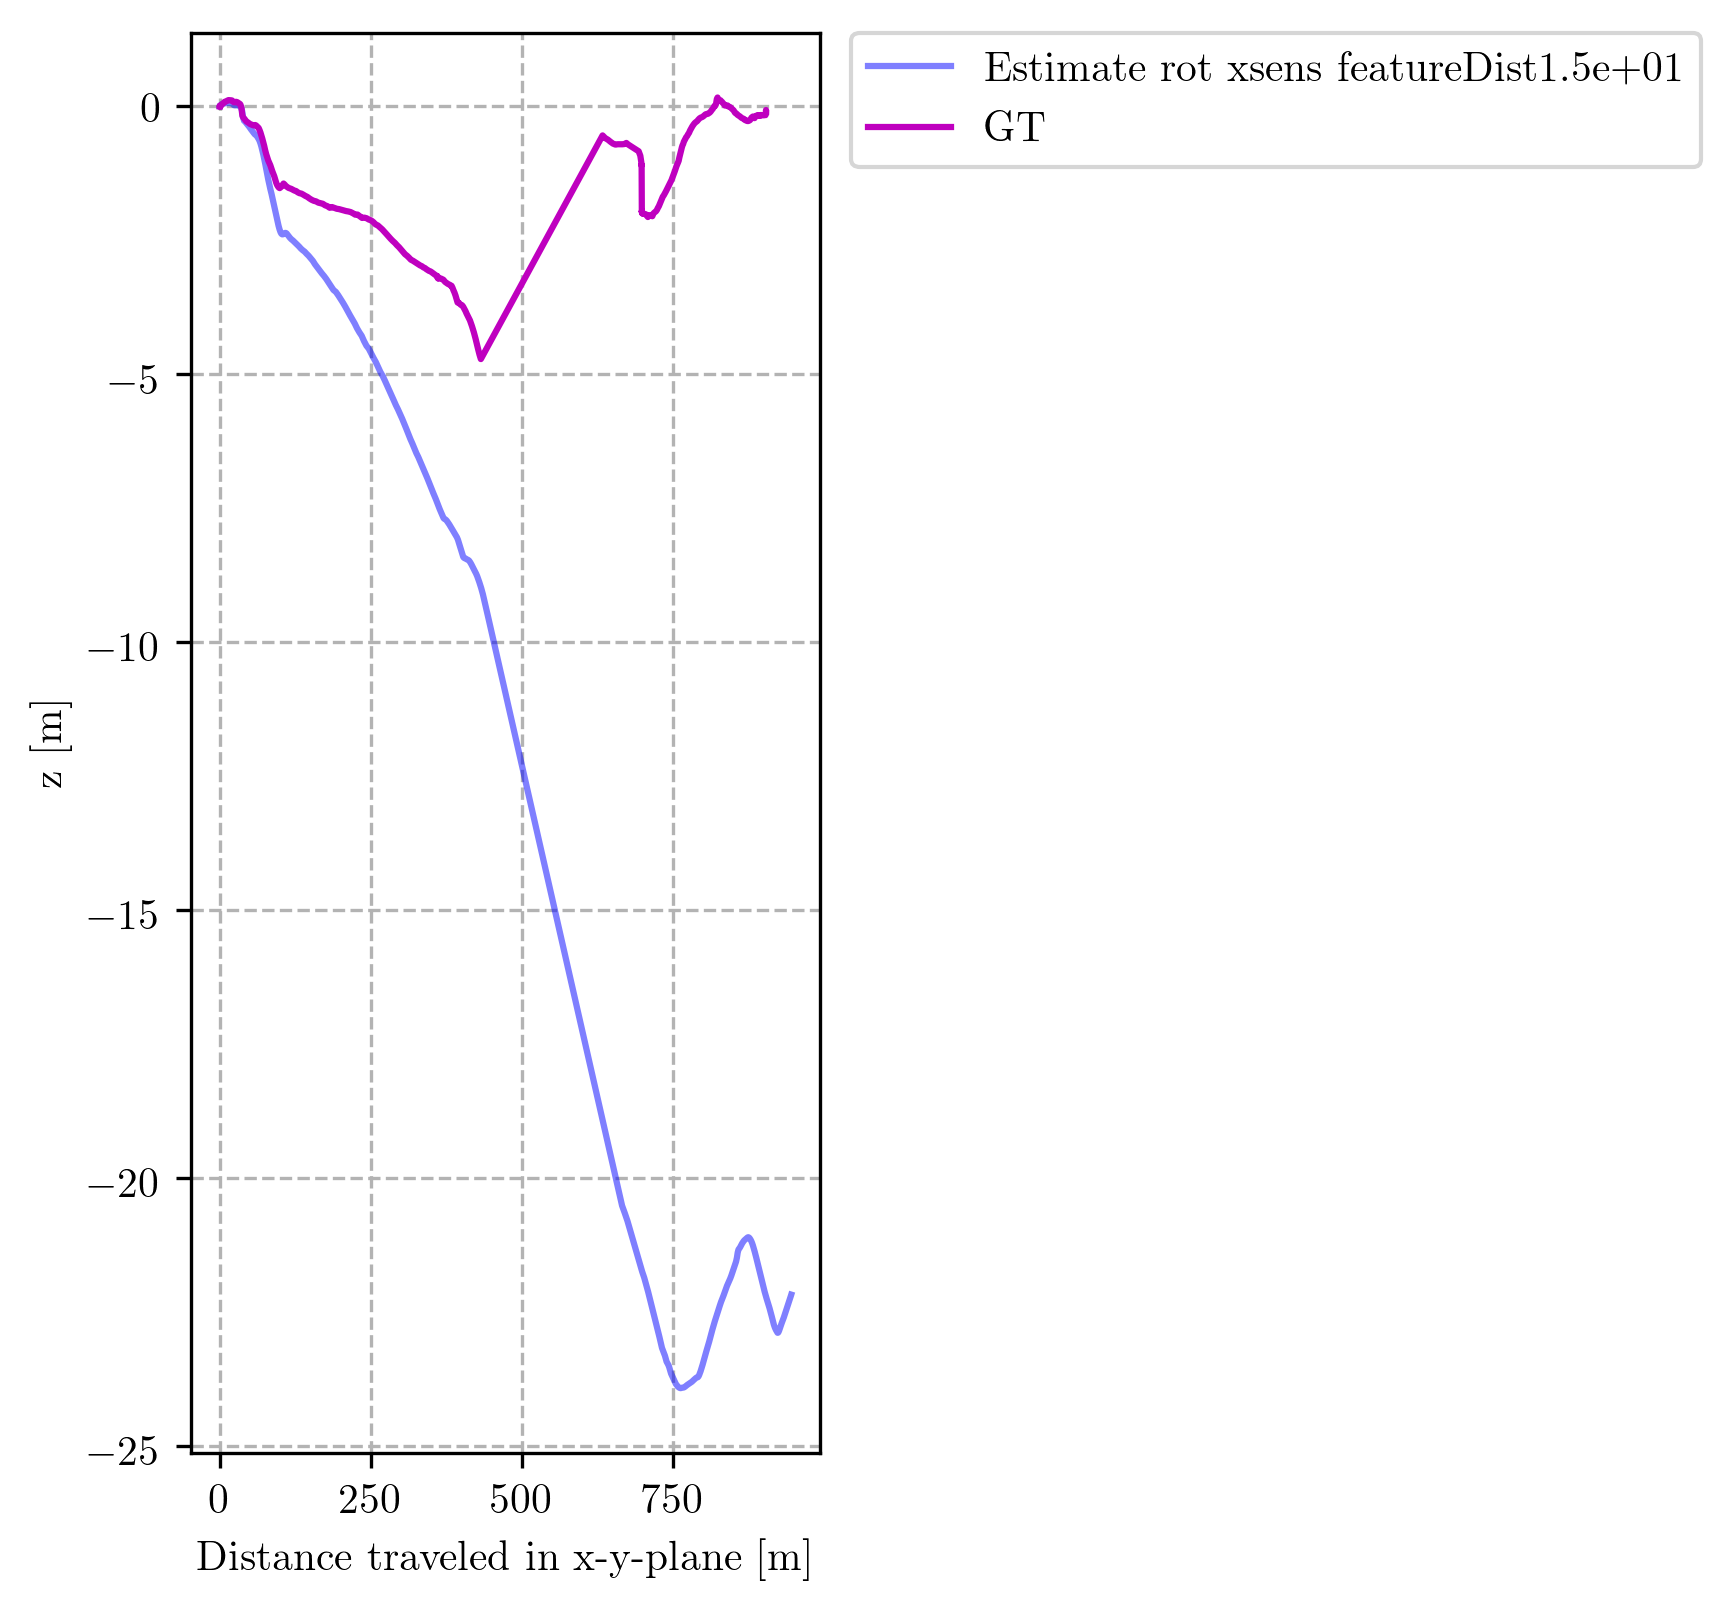 Estimate rot xsens featureDist1.5e+01
GT
0
−5
−10
−15
−20
−25
z [m]
0 250 500 750
Distance traveled in x-y-plane [m]